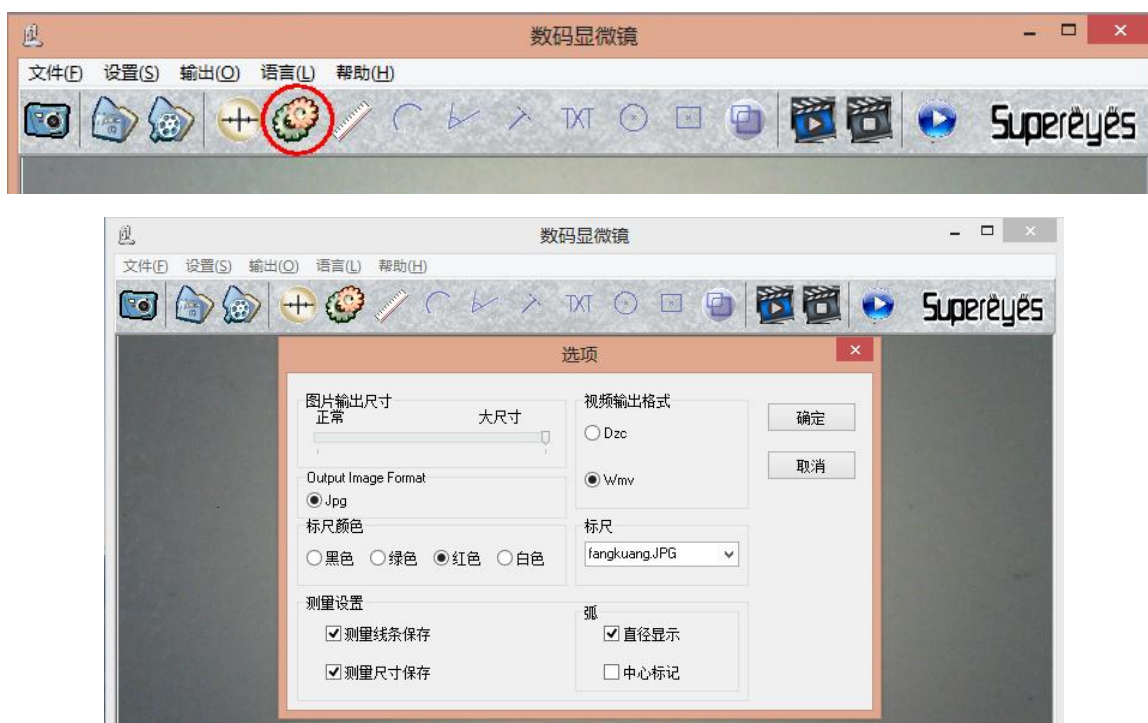 数码显微镜
文件(F) 设置(S) 输出(O) 语言(L) 帮助(H)
TXT
Supereyes
数码显微镜
文件(F) 设置(S) 输出(O) 语言(L) 帮助(H)
TXT
Supereyes
选项
图片输出尺寸
正常 大尺寸
Output Image Format
Jpg
标尺颜色
黑色 绿色 红色 白色
视频输出格式
Dzc
Wmv
标尺
fangkuang.JPG
确定
取消
测量设置
测量线条保存
测量尺寸保存
弧
直径显示
中心标记